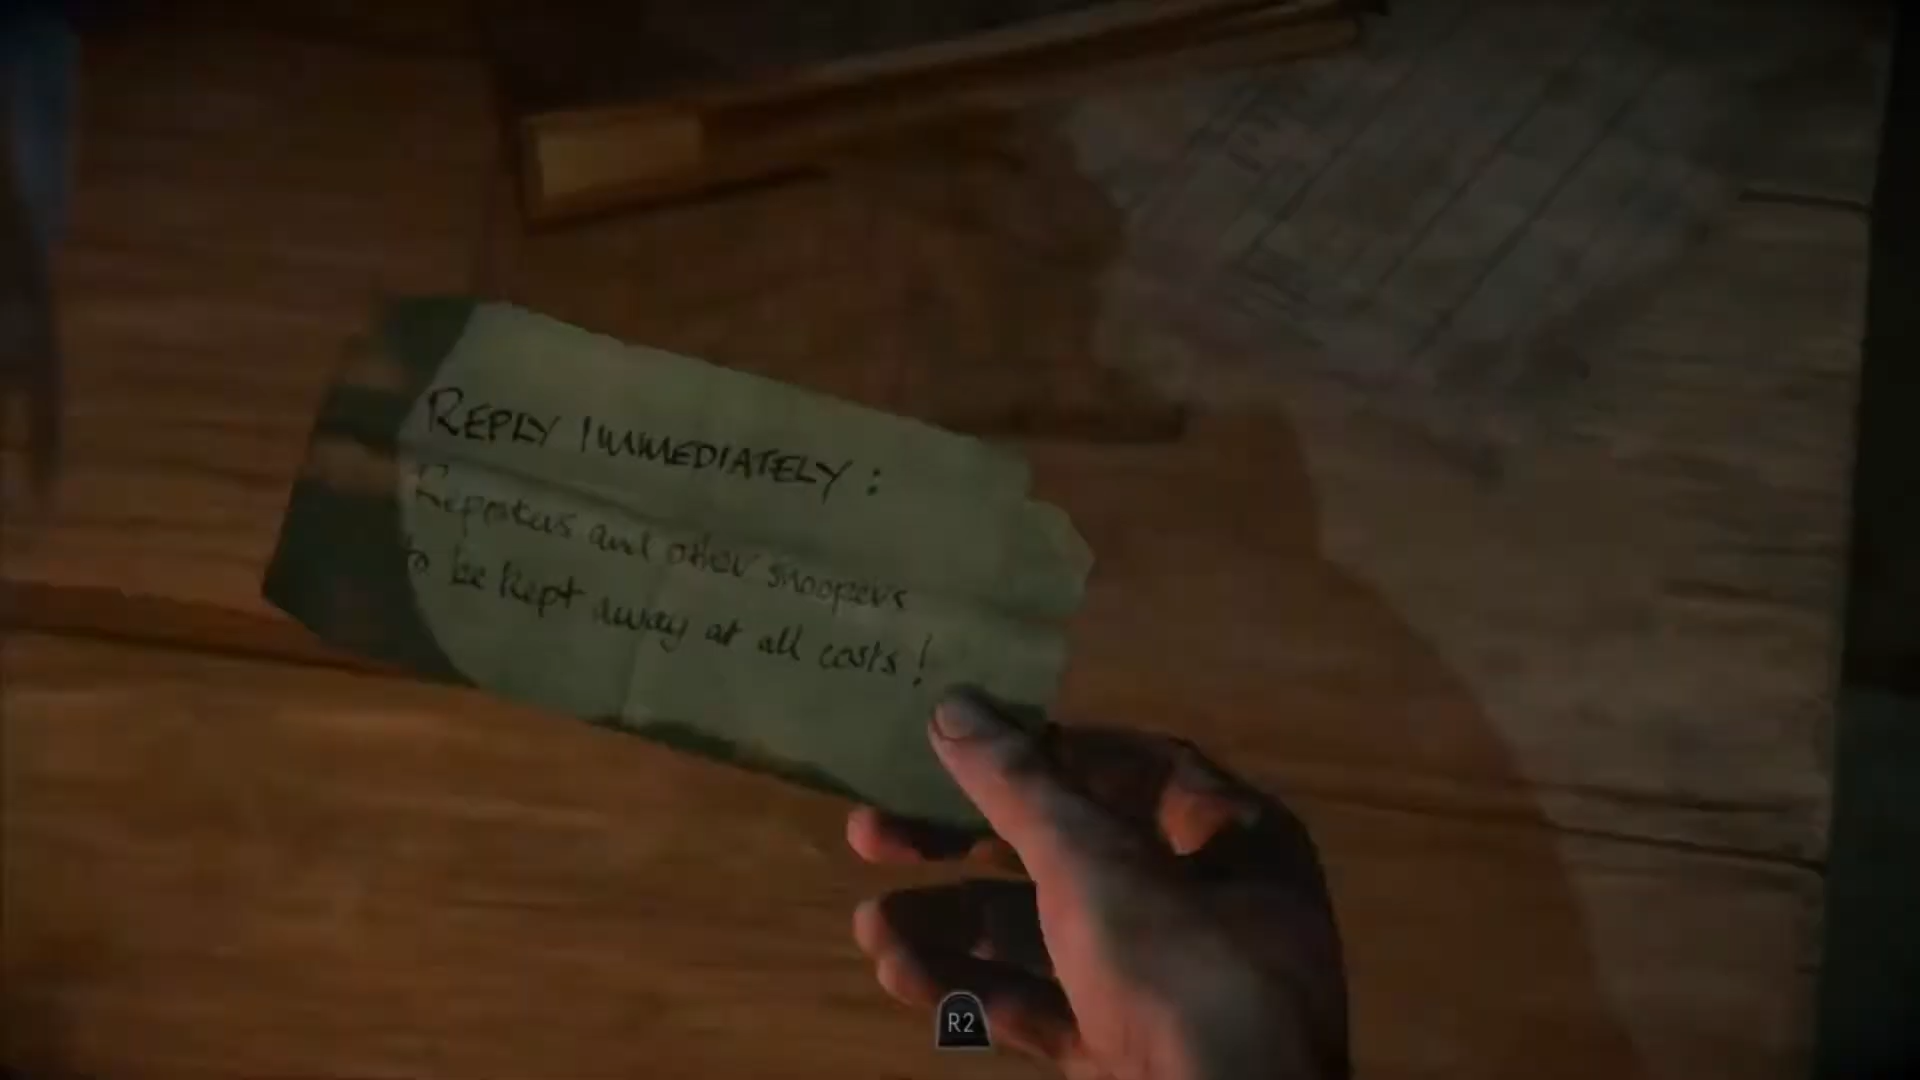 REPLY IMMEDIATELY :
Reporters and other snoopers
to be kept away at all costs !
R2